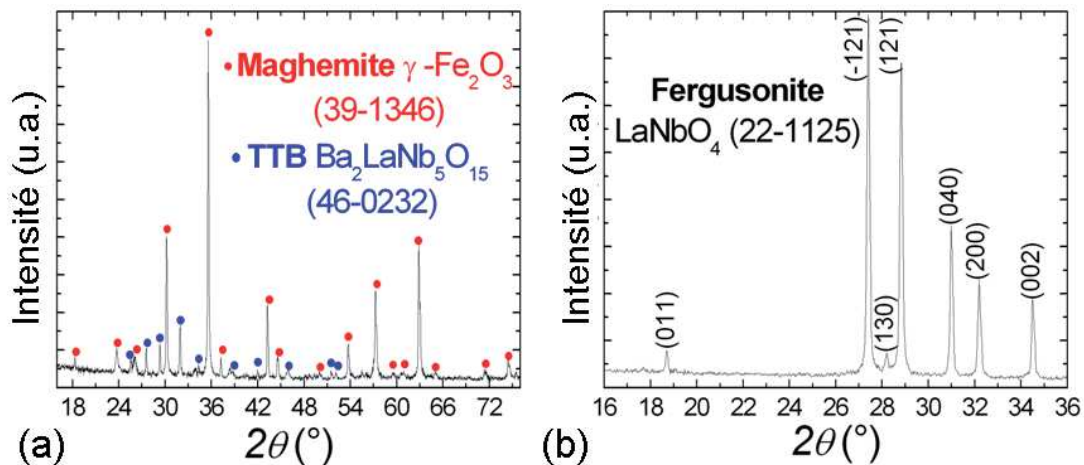 Intensité (u.a.)
• Maghemite γ -Fe₂O₃
(39-1346)
• TTB Ba₂LaNb₅O₁₅
(46-0232)
18 24 30 36 42 48 54 60 66 72
(a) 2θ (°)
Intensité (u.a.)
Fergusonite
LaNbO₄ (22-1125)
(011)
(-121)
(130)
(121)
(040)
(200)
(002)
16 18 20 22 24 26 28 30 32 34 36
(b) 2θ (°)